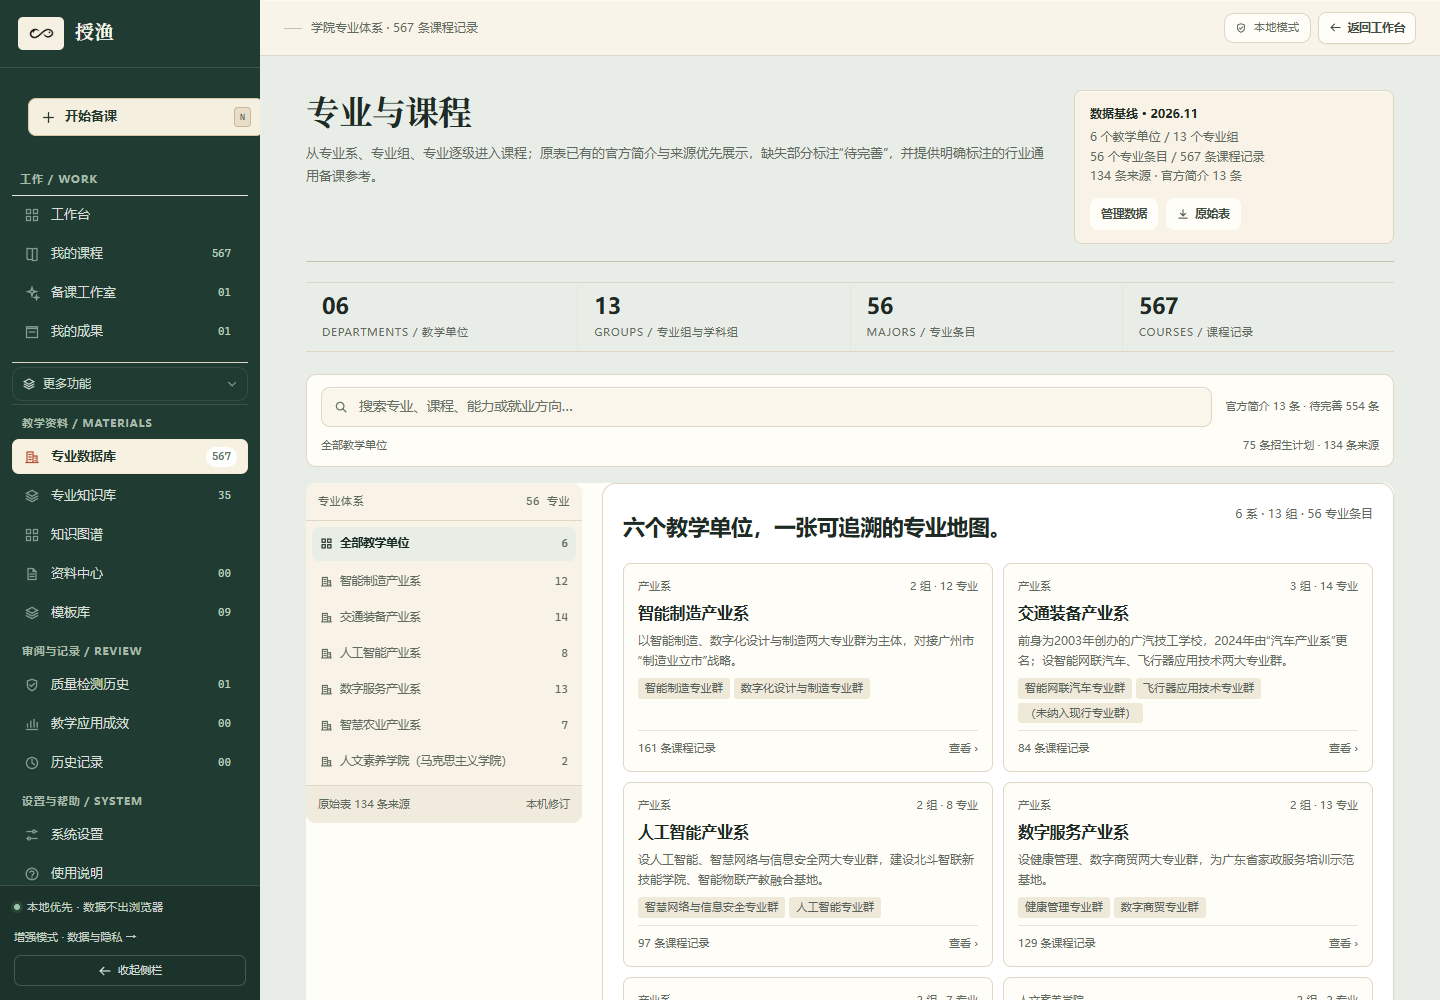 授渔
开始备课
N
工作 / WORK
工作台
我的课程 567
备课工作室 01
我的成果 01
更多功能
教学资料 / MATERIALS
专业数据库 567
专业知识库 35
知识图谱
资料中心 00
模板库 09
审阅与记录 / REVIEW
质量检测历史 01
教学应用成效 00
历史记录 00
设置与帮助 / SYSTEM
系统设置
使用说明
本地优先 · 数据不出浏览器
增强模式 · 数据与隐私 →
← 收起侧栏
学院专业体系 · 567 条课程记录
本地模式
← 返回工作台
专业与课程
从专业系、专业组、专业逐级进入课程；原表已有的官方简介与来源优先展示，缺失部分标注“待完善”，并提供明确标注的行业通
用备课参考。
数据基线 • 2026.11
6 个教学单位 / 13 个专业组
56 个专业条目 / 567 条课程记录
134 条来源 · 官方简介 13 条
管理数据
原始表
06
DEPARTMENTS / 教学单位
13
GROUPS / 专业组与学科组
56
MAJORS / 专业条目
567
COURSES / 课程记录
搜索专业、课程、能力或就业方向...
官方简介 13 条 · 待完善 554 条
全部教学单位
75 条招生计划 · 134 条来源
专业体系 56 专业
全部教学单位 6
智能制造产业系 12
交通装备产业系 14
人工智能产业系 8
数字服务产业系 13
智慧农业产业系 7
人文素养学院（马克思主义学院） 2
原始表 134 条来源 本机修订
六个教学单位，一张可追溯的专业地图。
6 系 · 13 组 · 56 专业条目
产业系 2 组 · 12 专业
智能制造产业系
以智能制造、数字化设计与制造两大专业群为主体，对接广州市
“制造业立市”战略。
智能制造专业群 数字化设计与制造专业群
161 条课程记录 查看 ›
产业系 3 组 · 14 专业
交通装备产业系
前身为2003年创办的广汽技工学校，2024年由“汽车产业系”更
名；设智能网联汽车、飞行器应用技术两大专业群。
智能网联汽车专业群 飞行器应用技术专业群
（未纳入现行专业群）
84 条课程记录 查看 ›
产业系 2 组 · 8 专业
人工智能产业系
设人工智能、智慧网络与信息安全两大专业群，建设北斗智联新
技能学院、智能物联产教融合基地。
智慧网络与信息安全专业群 人工智能专业群
97 条课程记录 查看 ›
产业系 2 组 · 13 专业
数字服务产业系
设健康管理、数字商贸两大专业群，为广东省家政服务培训示范
基地。
健康管理专业群 数字商贸专业群
129 条课程记录 查看 ›
产业系 2 组 · 7 专业
人文素养学院 2 组 · 2 专业